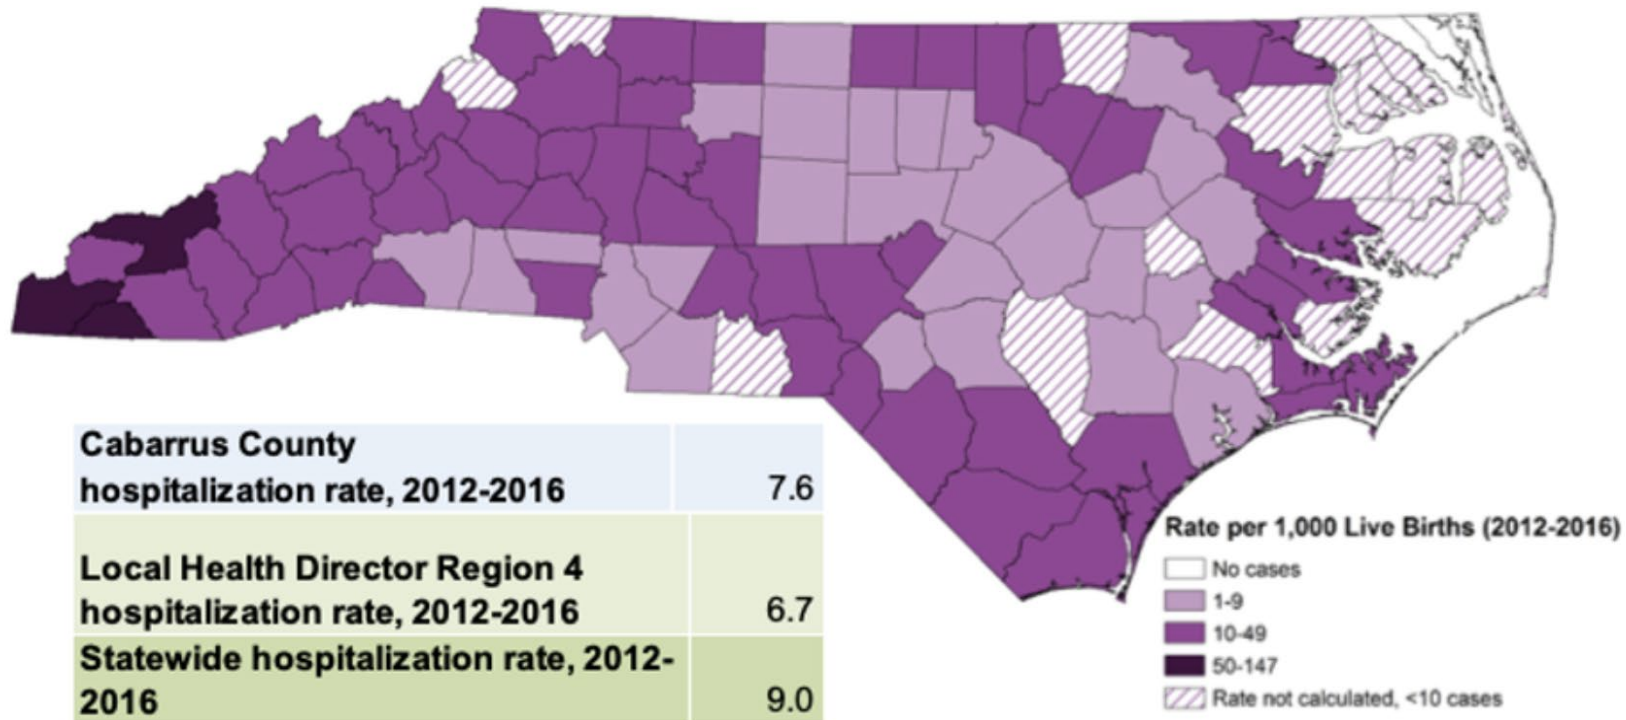 Cabarrus County
hospitalization rate, 2012-2016
7.6
Local Health Director Region 4
hospitalization rate, 2012-2016
6.7
Statewide hospitalization rate, 2012-
2016
9.0
Rate per 1,000 Live Births (2012-2016)
No cases
1-9
10-49
50-147
Rate not calculated, <10 cases